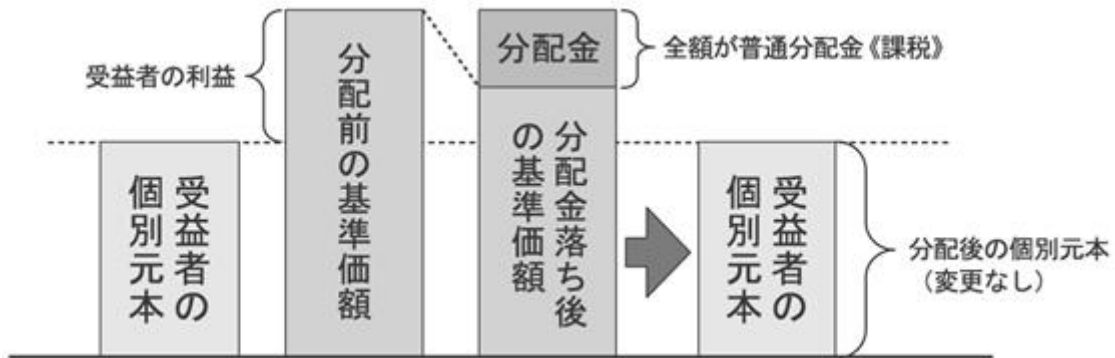 受益者の利益
受益者の
個別元本
分配前の基準価額
分配金
全額が普通分配金《課税》
分配金落ち後
の基準価額
受益者の
個別元本
分配後の個別元本
（変更なし）